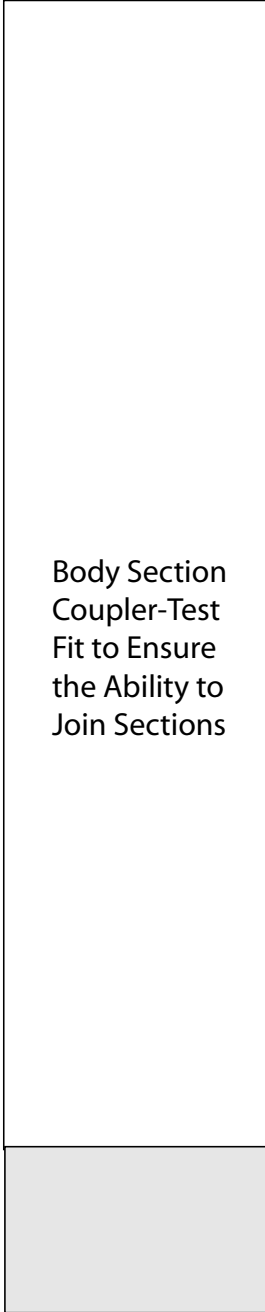 Body Section
Coupler-Test
Fit to Ensure
the Ability to
Join Sections